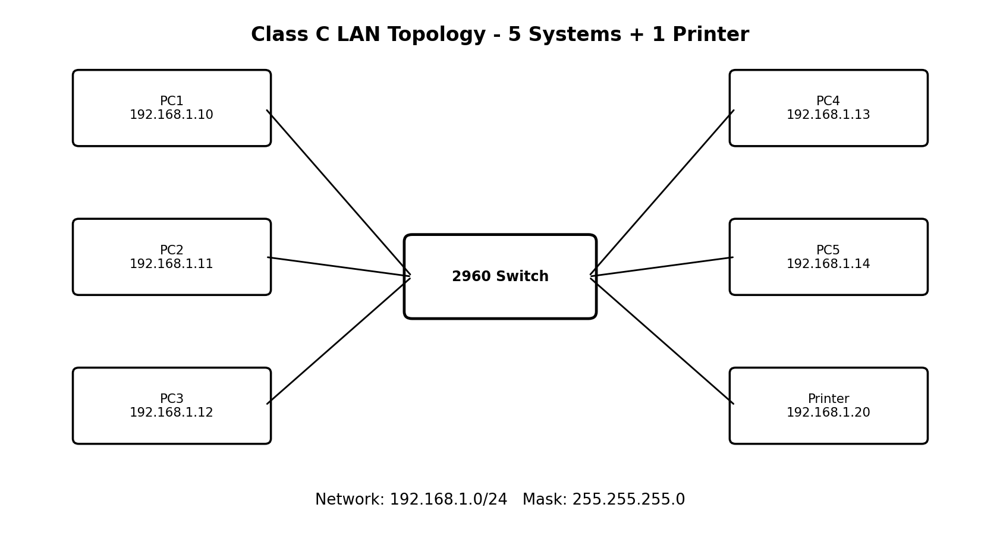 Class C LAN Topology - 5 Systems + 1 Printer
PC1
192.168.1.10
PC4
192.168.1.13
PC2
192.168.1.11
2960 Switch
PC5
192.168.1.14
PC3
192.168.1.12
Printer
192.168.1.20
Network: 192.168.1.0/24   Mask: 255.255.255.0